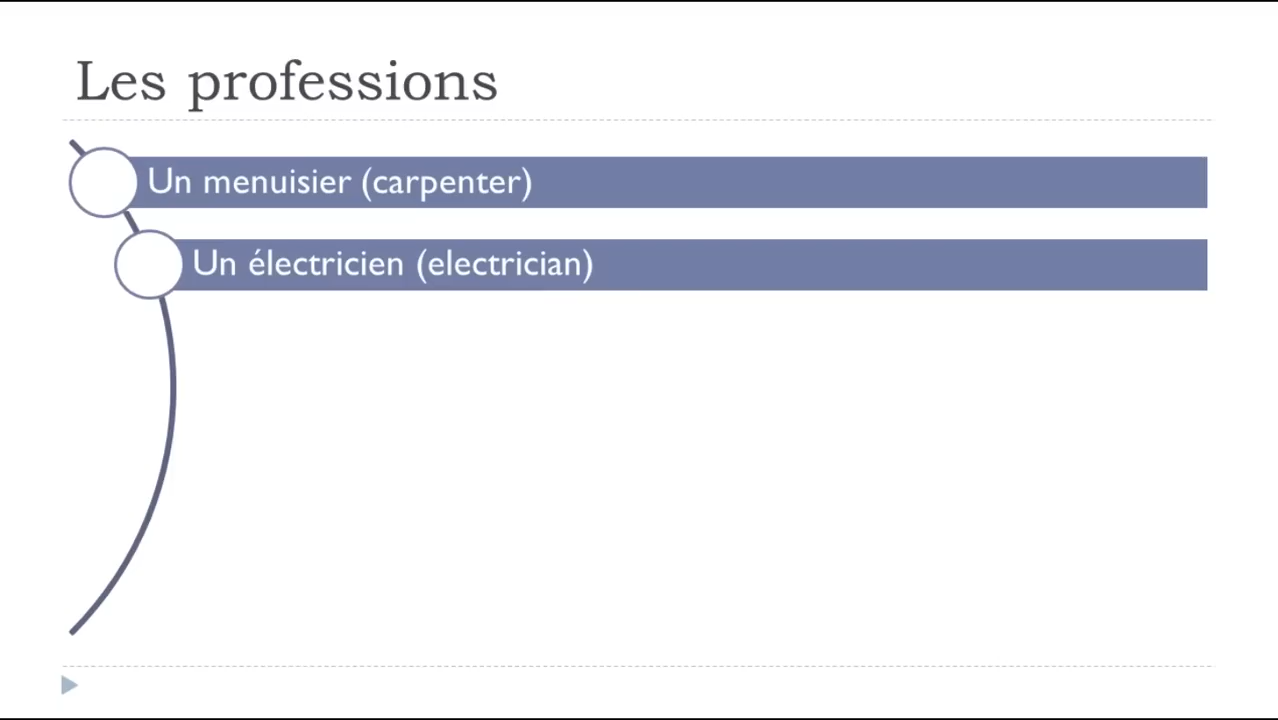 Les professions
Un menuisier (carpenter)
Un électricien (electrician)